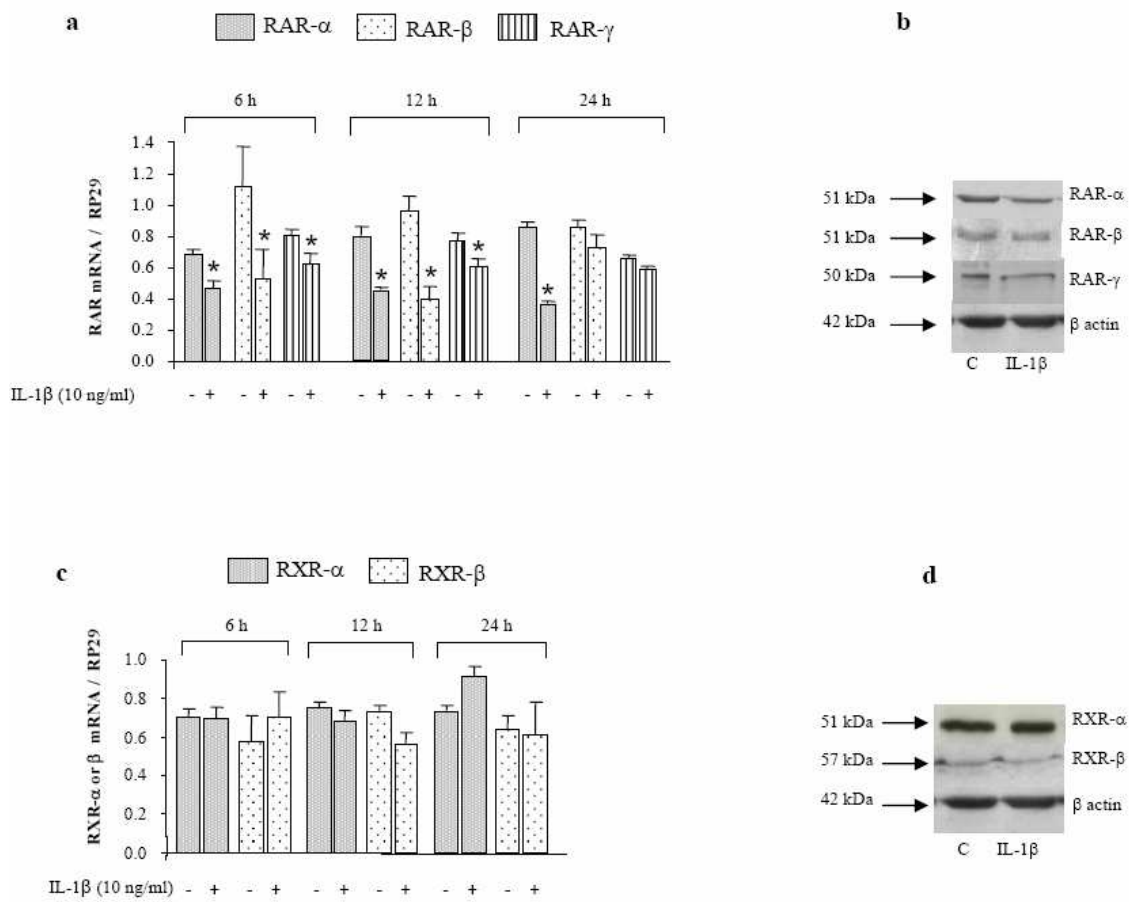 a
RAR-α RAR-β RAR-γ
6 h 12 h 24 h
RAR mRNA / RP29
1.4
1.2
1.0
0.8
0.6
0.4
0.2
0.0
* * * * * * *
IL-1β (10 ng/ml) - + - + - + - + - + - + - + - + - +
b
51 kDa RAR-α
51 kDa RAR-β
50 kDa RAR-γ
42 kDa β actin
C IL-1β
c
RXR-α RXR-β
6 h 12 h 24 h
RXR-α or β mRNA / RP29
1.0
0.8
0.6
0.4
0.2
0.0
IL-1β (10 ng/ml) - + - + - + - + - + - +
d
51 kDa RXR-α
57 kDa RXR-β
42 kDa β actin
C IL-1β